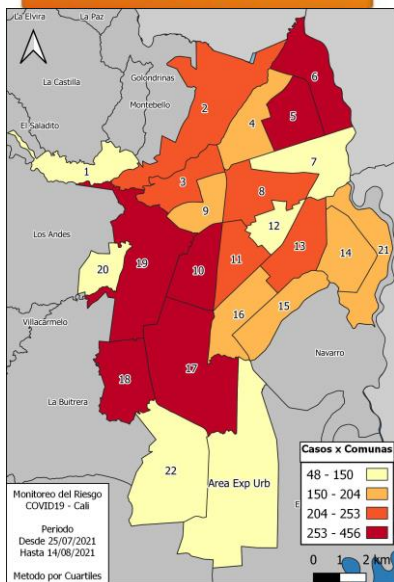 La Elvira
La Paz
La Castilla
Golondrinas
Montebello
El Saladito
6
2
4
5
7
1
3
8
9
12
Los Andes
14
21
13
20
19
10
11
16
15
Villacarmelo
Navarro
18
17
La Buitrera
22
Area Exp Urb
Casos x Comunas
48 - 150
150 - 204
204 - 253
253 - 456
Monitoreo del Riesgo
COVID19 - Cali
Periodo
Desde 25/07/2021
Hasta 14/08/2021
Metodo por Cuartiles
0 1 2 km